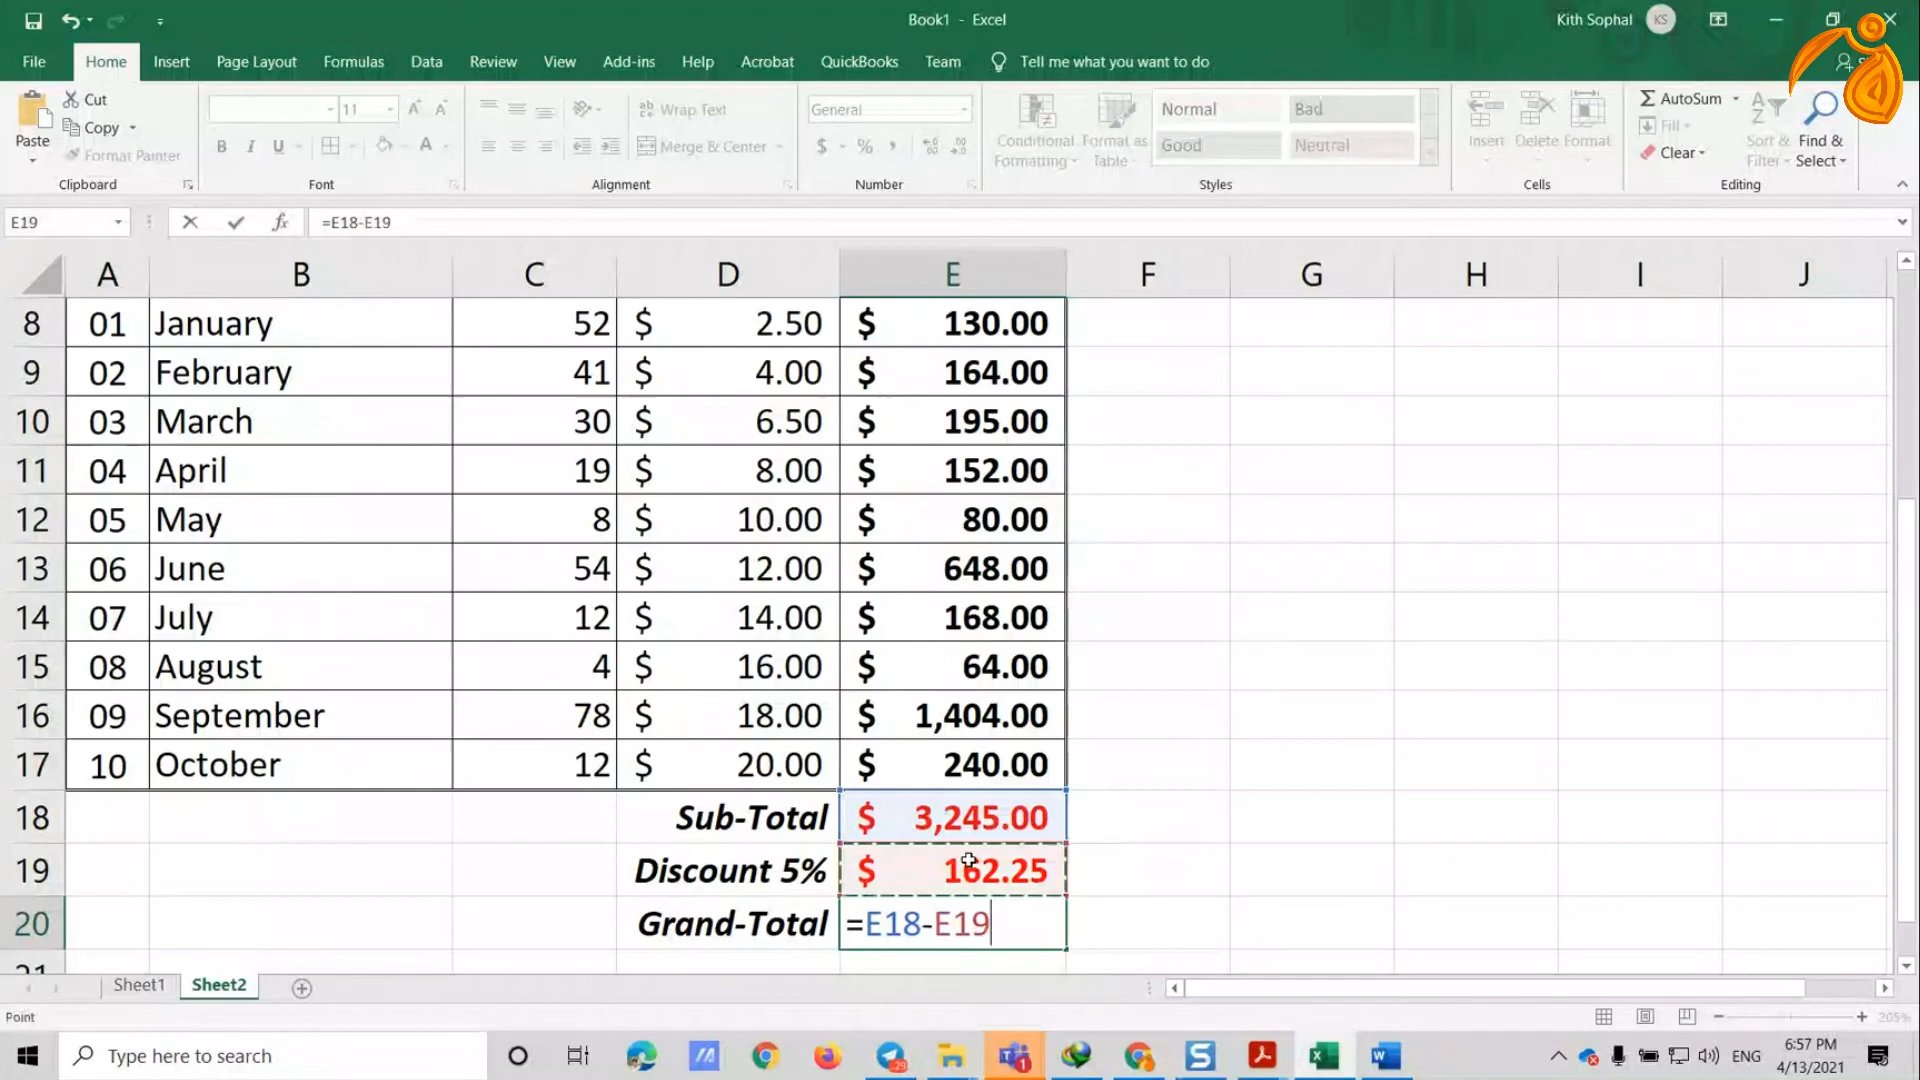 Book1 - Excel
Kith Sophal KS
File Home Insert Page Layout Formulas Data Review View Add-ins Help Acrobat QuickBooks Team Tell me what you want to do
Cut
Copy
Format Painter
Paste
Clipboard
11
B I U
Font
Wrap Text
Merge & Center
Alignment
General
$ % ,
Number
Conditional Formatting
Format as Table
Normal Bad
Good Neutral
Styles
Insert Delete Format
Cells
AutoSum
Fill
Clear
Sort & Filter
Find & Select
Editing
E19 fx =E18-E19
A B C D E F G H I J
8 01 January 52 $ 2.50 $ 130.00
9 02 February 41 $ 4.00 $ 164.00
10 03 March 30 $ 6.50 $ 195.00
11 04 April 19 $ 8.00 $ 152.00
12 05 May 8 $ 10.00 $ 80.00
13 06 June 54 $ 12.00 $ 648.00
14 07 July 12 $ 14.00 $ 168.00
15 08 August 4 $ 16.00 $ 64.00
16 09 September 78 $ 18.00 $ 1,404.00
17 10 October 12 $ 20.00 $ 240.00
18 Sub-Total $ 3,245.00
19 Discount 5% $ 162.25
20 Grand-Total =E18-E19
21
Sheet1 Sheet2
Point
205%
Type here to search
29
1
ENG
6:57 PM
4/13/2021